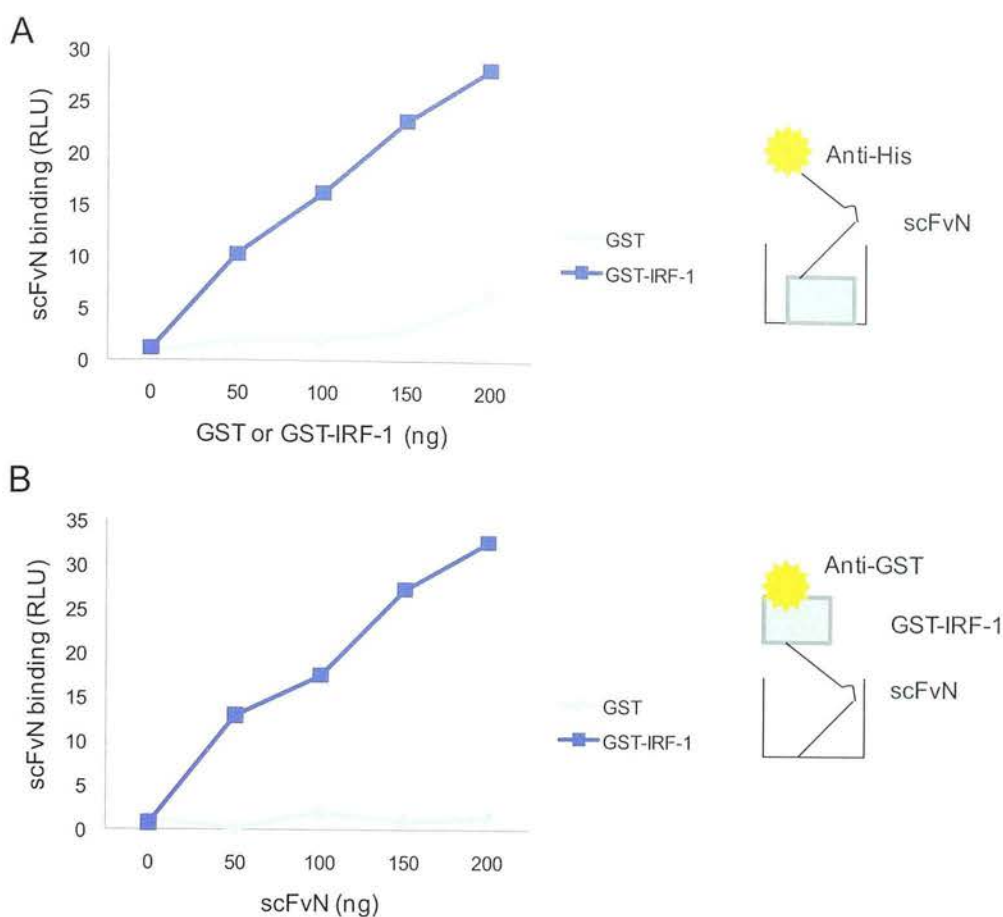 A
scFvN binding (RLU)
30
25
20
15
10
5
0
0 50 100 150 200
GST or GST-IRF-1 (ng)
GST
GST-IRF-1
Anti-His
scFvN
B
scFvN binding (RLU)
35
30
25
20
15
10
5
0
0 50 100 150 200
scFvN (ng)
GST
GST-IRF-1
Anti-GST
GST-IRF-1
scFvN